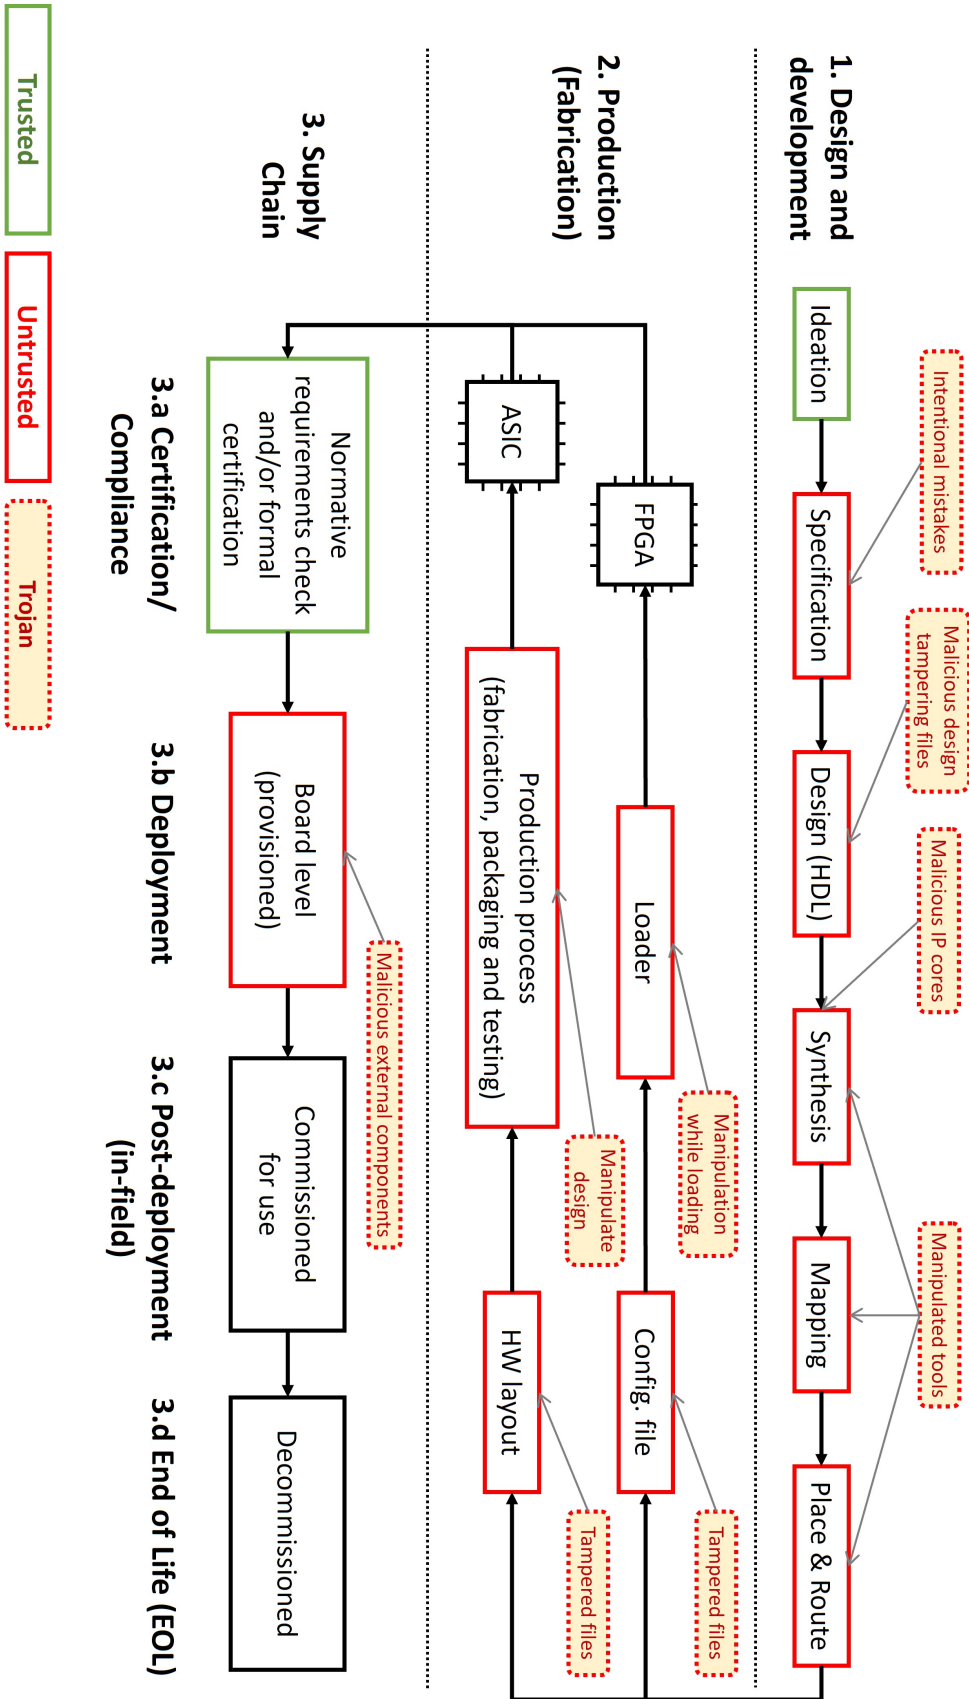 1. Design and
development
Intentional mistakes
Malicious design
tampering files
Malicious IP cores
Manipulated tools
Ideation
Specification
Design (HDL)
Synthesis
Mapping
Place & Route
2. Production
(Fabrication)
FPGA
Loader
Manipulation
while loading
Config. file
Tampered files
ASIC
Production process
(fabrication, packaging and testing)
Manipulate
design
HW layout
Tampered files
3. Supply
Chain
Malicious external components
Normative
requirements check
and/or formal
certification
Board level
(provisioned)
Commissioned
for use
Decommissioned
3.a Certification/
Compliance
3.b Deployment
3.c Post-deployment
(in-field)
3.d End of Life (EOL)
Trusted
Untrusted
Trojan